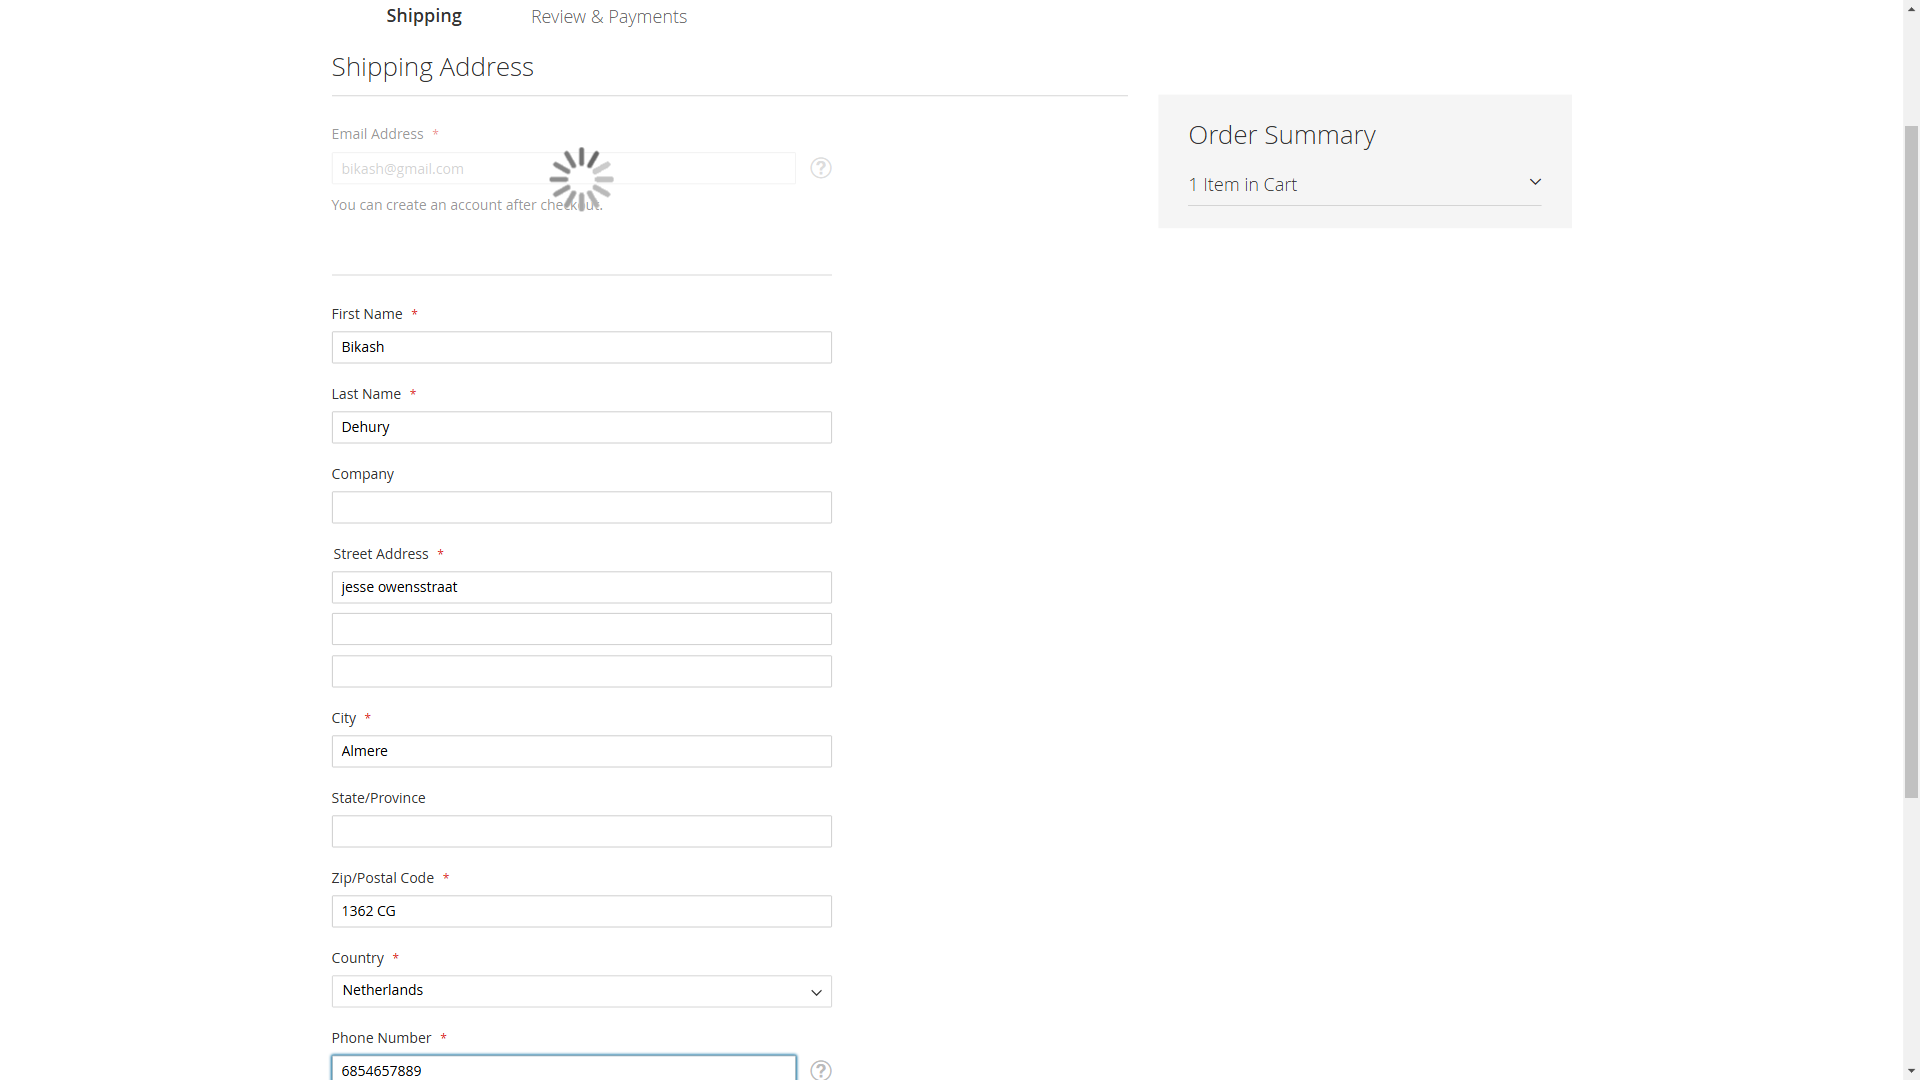 Shipping
Review & Payments
Shipping Address
Email Address *
bikash@gmail.com
You can create an account after checkout.
Order Summary
1 Item in Cart
First Name *
Bikash
Last Name *
Dehury
Company
Street Address *
jesse owensstraat
City *
Almere
State/Province
Zip/Postal Code *
1362 CG
Country *
Netherlands
Phone Number *
6854657889